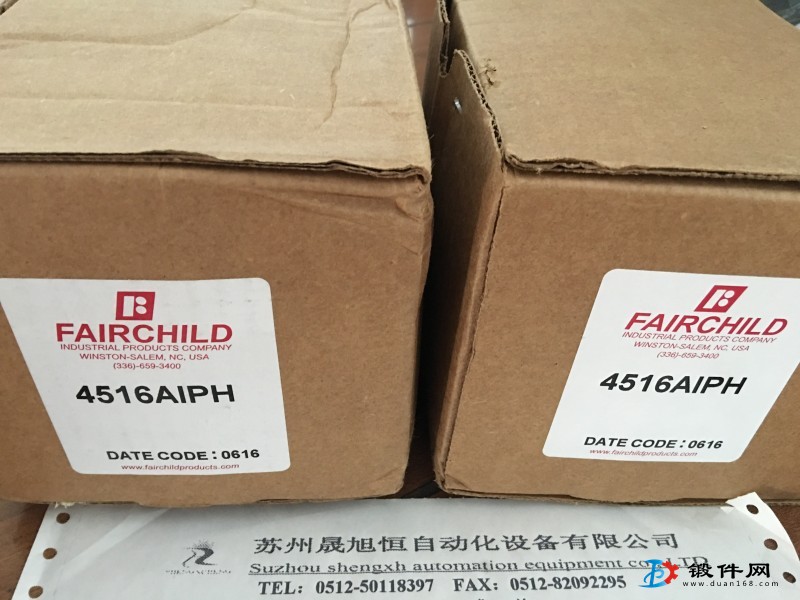 FAIRCHILD
INDUSTRIAL PRODUCTS COMPANY
WINSTON-SALEM, NC, USA
(336)-659-3400
4516AIPH
DATE CODE : 0616
www.fairchildproducts.com
FAIRCHILD
INDUSTRIAL PRODUCTS COMPANY
WINSTON-SALEM, NC, USA
(336)-659-3400
4516AIPH
DATE CODE : 0616
www.fairchildproducts.com
苏州晟旭恒自动化设备有限公司
Suzhou shengxh automation equipment co.,LTD
TEL: 0512-50118397 FAX: 0512-82092295
锻件网
www.duan168.com